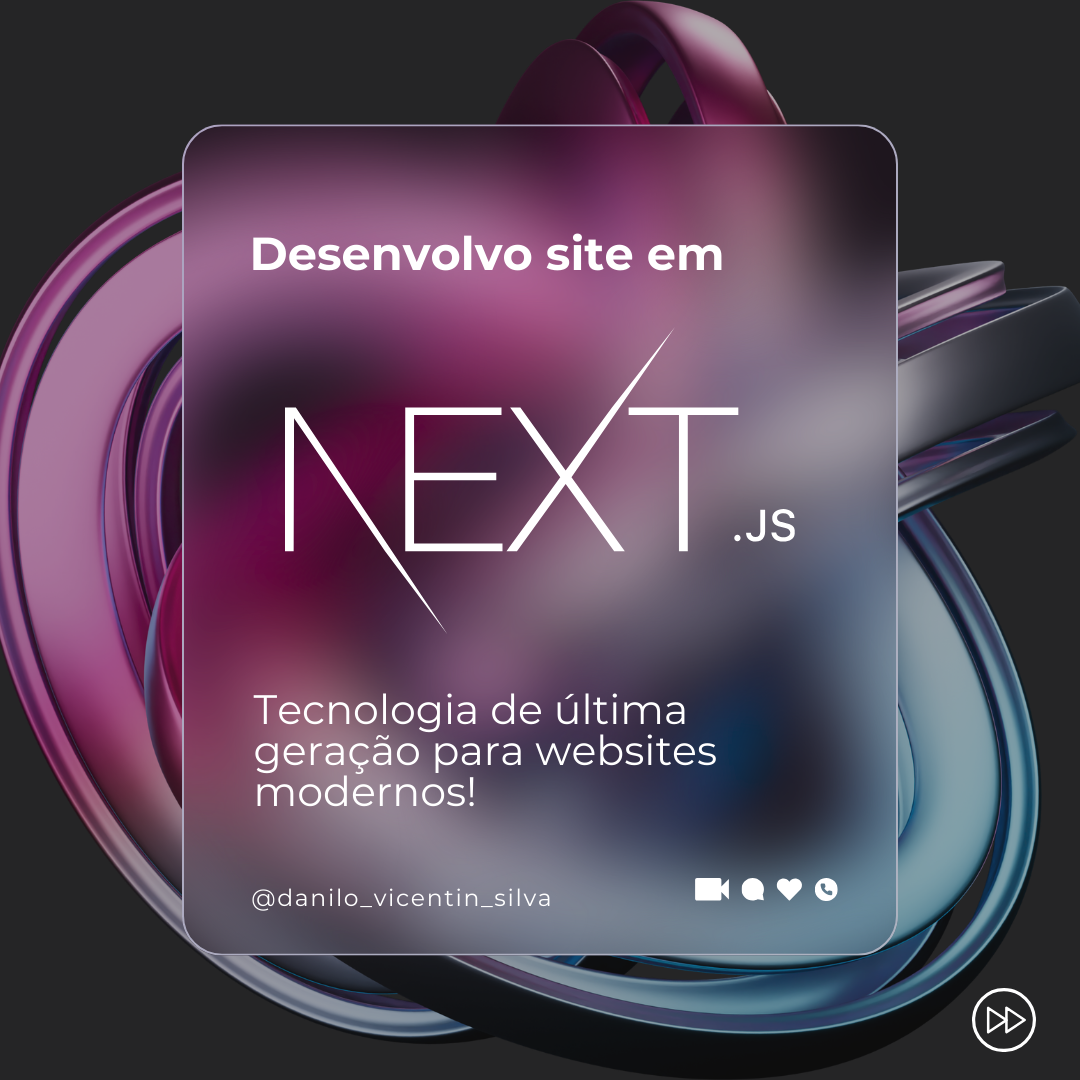 Desenvolvo site em
NEXT.JS
Tecnologia de última
geração para websites
modernos!
@danilo_vicentin_silva